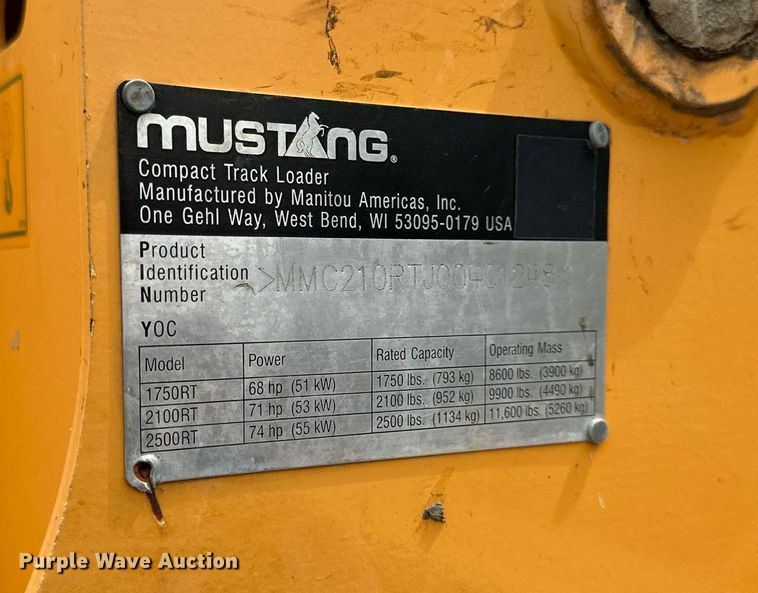 MUSTANG®
Compact Track Loader
Manufactured by Manitou Americas, Inc.
One Gehl Way, West Bend, WI 53095-0179 USA
Product
Identification
Number
YOC
Model Power Rated Capacity Operating Mass
1750RT 68 hp (51 kW) 1750 lbs. (793 kg) 8600 lbs. (3900 kg)
2100RT 71 hp (53 kW) 2100 lbs. (952 kg) 9900 lbs. (4490 kg)
2500RT 74 hp (55 kW) 2500 lbs. (1134 kg) 11,600 lbs. (5260 kg)
Purple Wave Auction